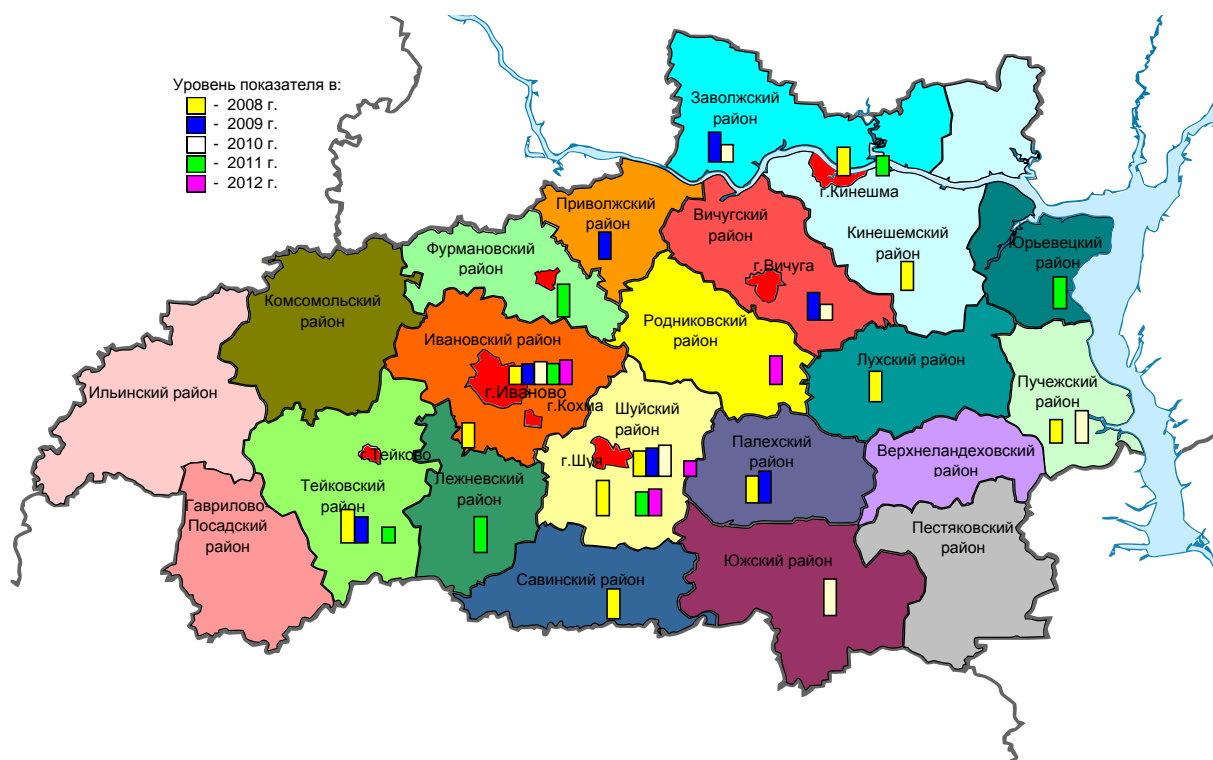 Уровень показателя в:
- 2008 г.
- 2009 г.
- 2010 г.
- 2011 г.
- 2012 г.
Заволжский
район
г.Кинешма
Приволжский
район
Вичугский
район
Кинешемский
район
Юрьевецкий
район
Фурмановский
район
г.Вичуга
Комсомольский
район
Родниковский
район
Ивановский район
Лухский район
Ильинский район
Пучежский
район
г.Иваново
г.Кохма
Шуйский
район
Палехский
район
Верхнеландеховский
район
г.Тейково
г.Шуя
Лежневский
район
Тейковский
район
Гаврилово-
Посадский
район
Пестяковский
район
Савинский район
Южский район